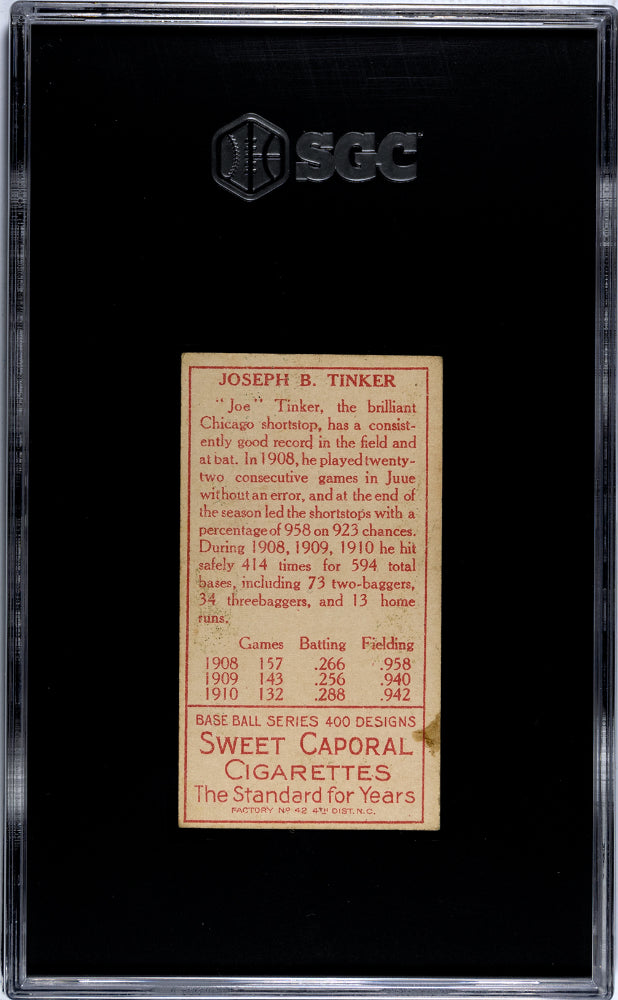 SGC
JOSEPH B. TINKER
"Joe" Tinker, the brilliant
Chicago shortstop, has a consist-
ently good record in the field and
at bat. In 1908, he played twenty-
two consecutive games in Juue
without an error, and at the end of
the season led the shortstops with a
percentage of 958 on 923 chances.
During 1908, 1909, 1910 he hit
safely 414 times for 594 total
bases, including 73 two-baggers,
34 threebaggers, and 13 home
runs.
Games Batting Fielding
1908 157 .266 .958
1909 143 .256 .940
1910 132 .288 .942
BASE BALL SERIES 400 DESIGNS
SWEET CAPORAL
CIGARETTES
The Standard for Years
FACTORY Nº 42 4TH DIST. N.C.